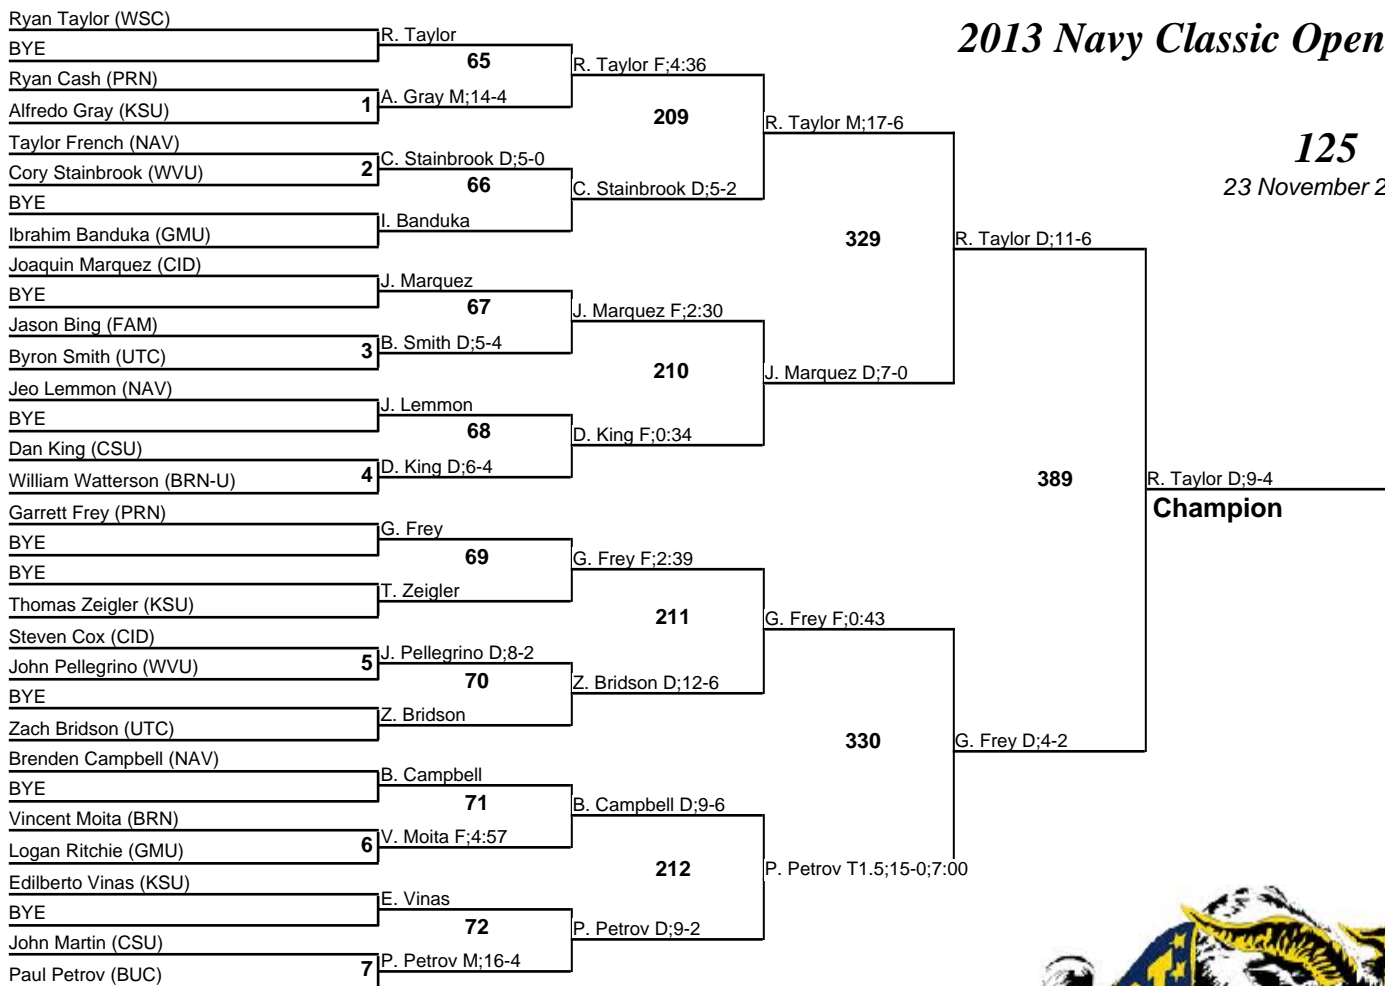 2013 Navy Classic Open
125
23 November 2
Ryan Taylor (WSC)
BYE
Ryan Cash (PRN)
Alfredo Gray (KSU)
Taylor French (NAV)
Cory Stainbrook (WVU)
BYE
Ibrahim Banduka (GMU)
Joaquin Marquez (CID)
BYE
Jason Bing (FAM)
Byron Smith (UTC)
Jeo Lemmon (NAV)
BYE
Dan King (CSU)
William Watterson (BRN-U)
Garrett Frey (PRN)
BYE
BYE
Thomas Zeigler (KSU)
Steven Cox (CID)
John Pellegrino (WVU)
BYE
Zach Bridson (UTC)
Brenden Campbell (NAV)
BYE
Vincent Moita (BRN)
Logan Ritchie (GMU)
Edilberto Vinas (KSU)
BYE
John Martin (CSU)
Paul Petrov (BUC)
1
2
3
4
5
6
7
R. Taylor
65
A. Gray M;14-4
C. Stainbrook D;5-0
66
I. Banduka
J. Marquez
67
B. Smith D;5-4
J. Lemmon
68
D. King D;6-4
G. Frey
69
T. Zeigler
J. Pellegrino D;8-2
70
Z. Bridson
B. Campbell
71
V. Moita F;4:57
E. Vinas
72
P. Petrov M;16-4
R. Taylor F;4:36
209
C. Stainbrook D;5-2
J. Marquez F;2:30
210
D. King F;0:34
G. Frey F;2:39
211
Z. Bridson D;12-6
B. Campbell D;9-6
212
P. Petrov D;9-2
R. Taylor M;17-6
329
J. Marquez D;7-0
G. Frey F;0:43
330
P. Petrov T1.5;15-0;7:00
R. Taylor D;11-6
389
G. Frey D;4-2
R. Taylor D;9-4
Champion